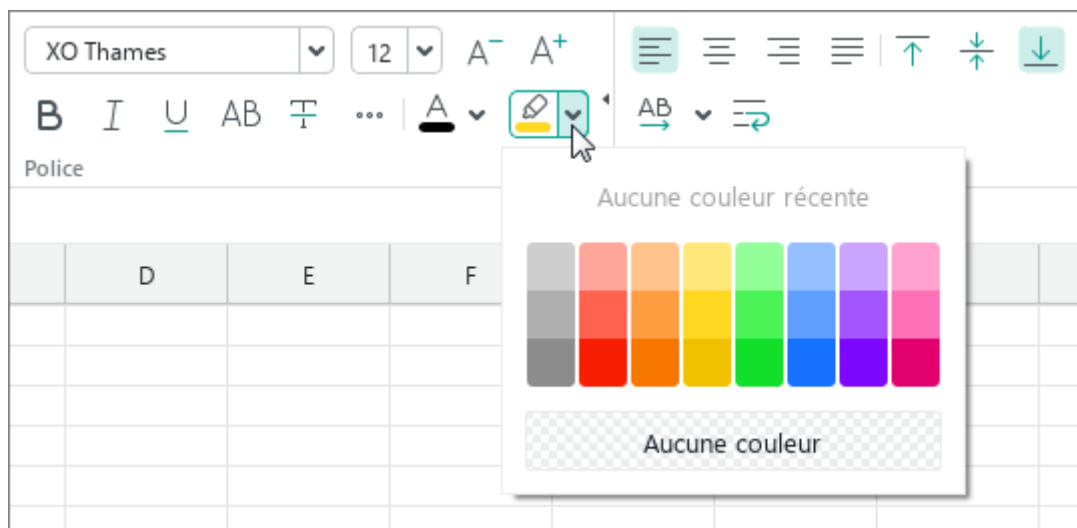 XO Thames
12
A⁻
A⁺
B
I
U
AB
T
A
AB
Police
Aucune couleur récente
D
E
F
Aucune couleur